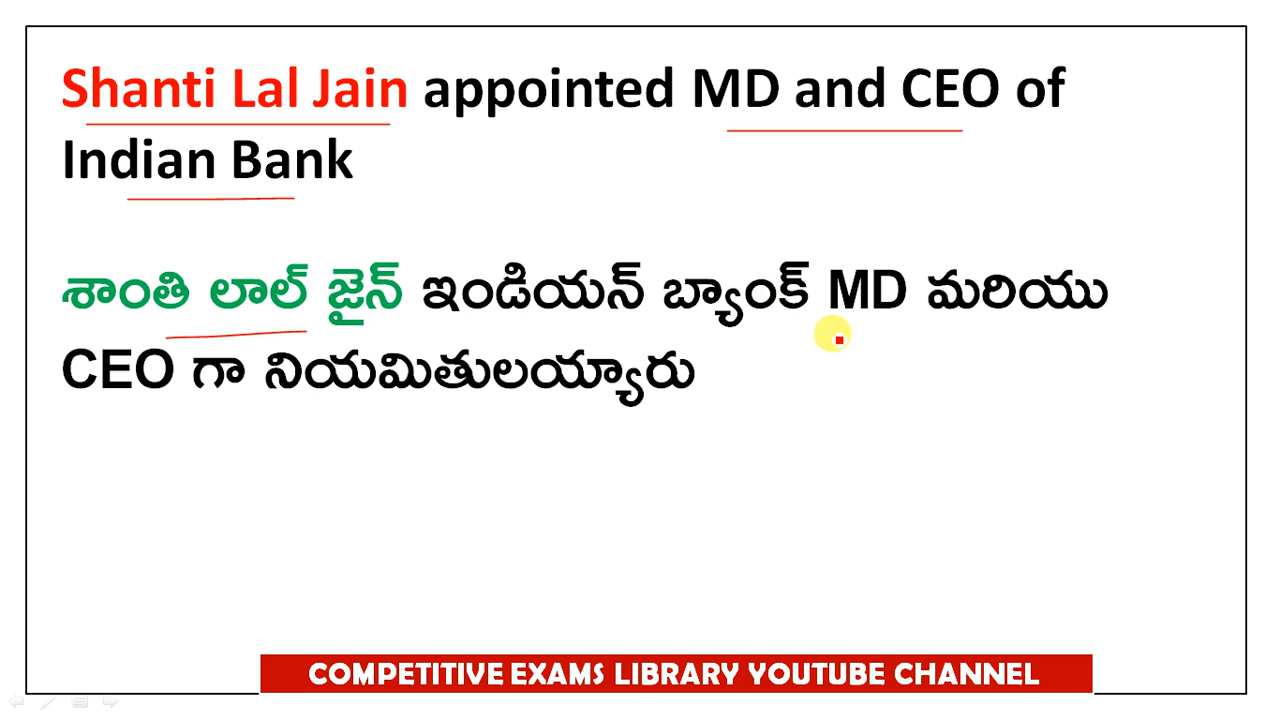 Shanti Lal Jain appointed MD and CEO of
Indian Bank
శాంతి లాల్ జైన్ ఇండియన్ బ్యాంక్ MD మరియు
CEO గా నియమితులయ్యారు
COMPETITIVE EXAMS LIBRARY YOUTUBE CHANNEL